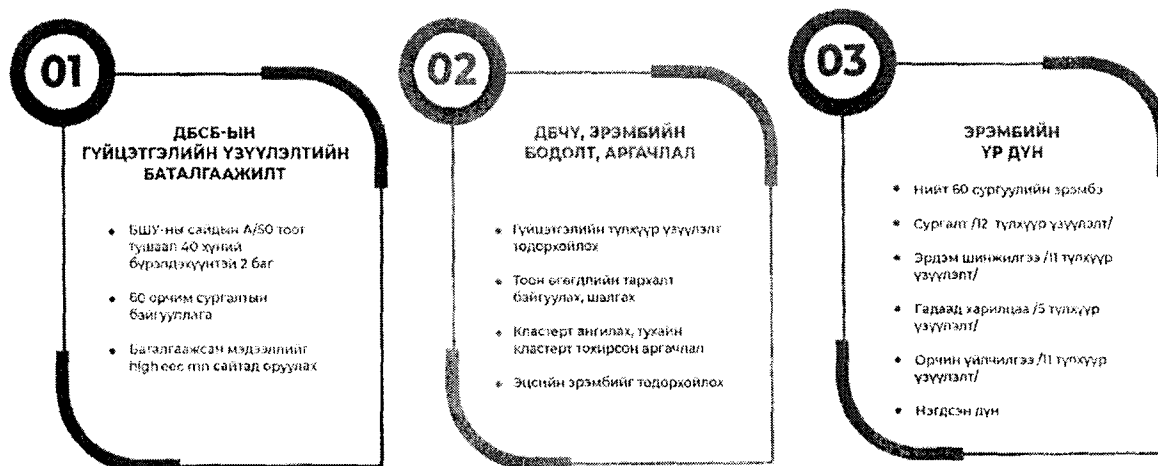 01
ДБСБ-ЫН
ГҮЙЦЭТГЭЛИЙН ҮЗҮҮЛЭЛТИЙН
БАТАЛГААЖИЛТ
• БШУ-ны сайдын А/50 тоот
тушаал 40 хүний
бүрэлдэхүүнтэй 2 баг
• 60 орчим сургалтын
байгууллага
• Баталгаажсан мэдээллийг
high eec mn сайтад оруулах
02
ДБЧҮ, ЭРЭМБИЙН
БОДОЛТ, АРГАЧЛАЛ
• Гүйцэтгэлийн түлхүүр үзүүлэлт
тодорхойлох
• Тоон өгөгдлийн тархалт
байгуулах, шалгах
• Кластерт ангилах, тухайн
кластерт тохирсон аргачлал
• Эцсийн эрэмбийг тодорхойлох
03
ЭРЭМБИЙН
ҮР ДҮН
• Нийт 60 сургуулийн эрэмбэ
• Сургалт /12 түлхүүр үзүүлэлт/
• Эрдэм шинжилгээ /11 түлхүүр
үзүүлэлт/
• Гадаад харилцаа /5 түлхүүр
үзүүлэлт/
• Орчин үйлчилгээ /11 түлхүүр
үзүүлэлт/
• Нэгдсэн дүн